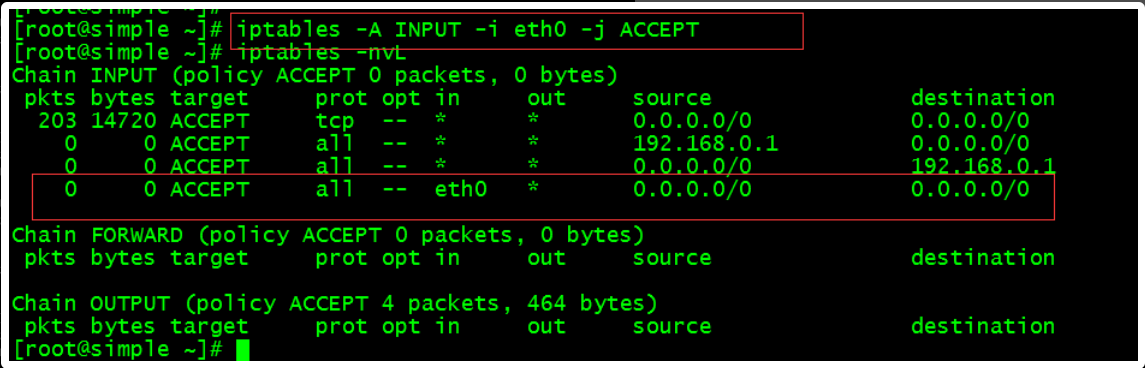 [root@simple ~]#
[root@simple ~]# iptables -A INPUT -i eth0 -j ACCEPT
[root@simple ~]# iptables -nvL
Chain INPUT (policy ACCEPT 0 packets, 0 bytes)
 pkts bytes target     prot opt in     out     source               destination
  203 14720 ACCEPT     tcp  --  *      *       0.0.0.0/0            0.0.0.0/0
    0     0 ACCEPT     all  --  *      *       192.168.0.1          0.0.0.0/0
    0     0 ACCEPT     all  --  *      *       0.0.0.0/0            192.168.0.1
    0     0 ACCEPT     all  --  eth0   *       0.0.0.0/0            0.0.0.0/0
Chain FORWARD (policy ACCEPT 0 packets, 0 bytes)
 pkts bytes target     prot opt in     out     source               destination
Chain OUTPUT (policy ACCEPT 4 packets, 464 bytes)
 pkts bytes target     prot opt in     out     source               destination
[root@simple ~]#